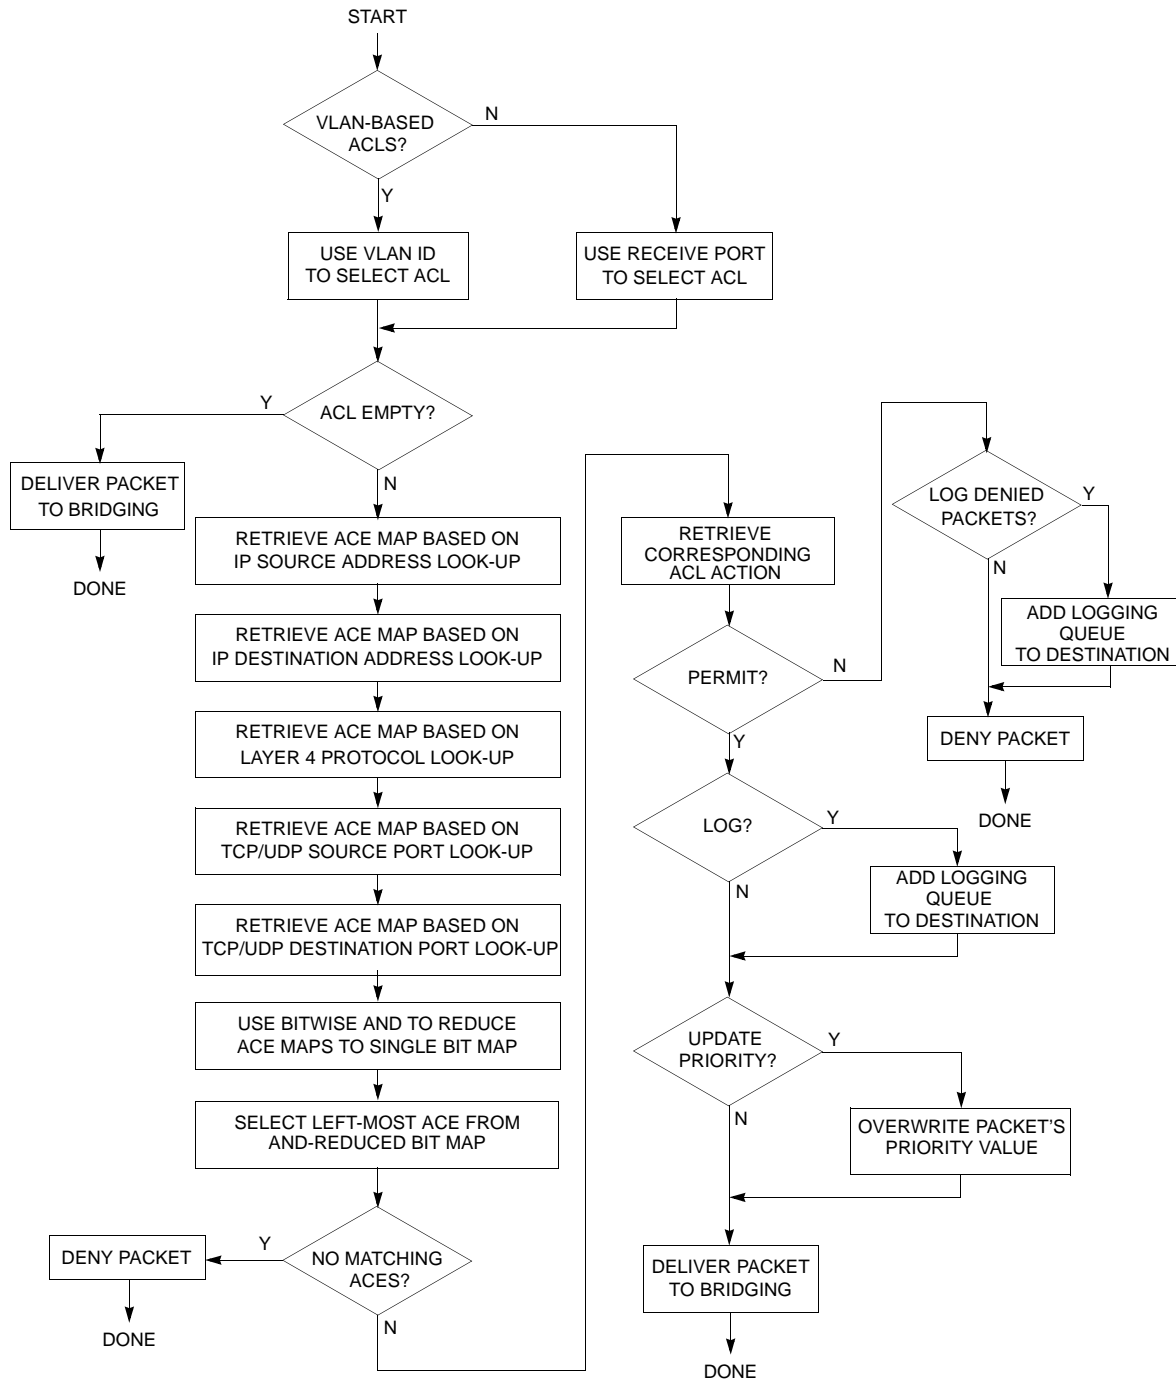 START
VLAN-BASED
ACLS?
N
Y
USE VLAN ID
TO SELECT ACL
USE RECEIVE PORT
TO SELECT ACL
ACL EMPTY?
Y
N
DELIVER PACKET
TO BRIDGING
DONE
RETRIEVE ACE MAP BASED ON
IP SOURCE ADDRESS LOOK-UP
RETRIEVE ACE MAP BASED ON
IP DESTINATION ADDRESS LOOK-UP
RETRIEVE ACE MAP BASED ON
LAYER 4 PROTOCOL LOOK-UP
RETRIEVE ACE MAP BASED ON
TCP/UDP SOURCE PORT LOOK-UP
RETRIEVE ACE MAP BASED ON
TCP/UDP DESTINATION PORT LOOK-UP
USE BITWISE AND TO REDUCE
ACE MAPS TO SINGLE BIT MAP
SELECT LEFT-MOST ACE FROM
AND-REDUCED BIT MAP
NO MATCHING
ACES?
Y
N
DENY PACKET
DONE
RETRIEVE
CORRESPONDING
ACL ACTION
PERMIT?
N
Y
LOG DENIED
PACKETS?
Y
N
ADD LOGGING
QUEUE
TO DESTINATION
DENY PACKET
DONE
LOG?
Y
N
ADD LOGGING
QUEUE
TO DESTINATION
UPDATE
PRIORITY?
Y
N
OVERWRITE PACKET'S
PRIORITY VALUE
DELIVER PACKET
TO BRIDGING
DONE